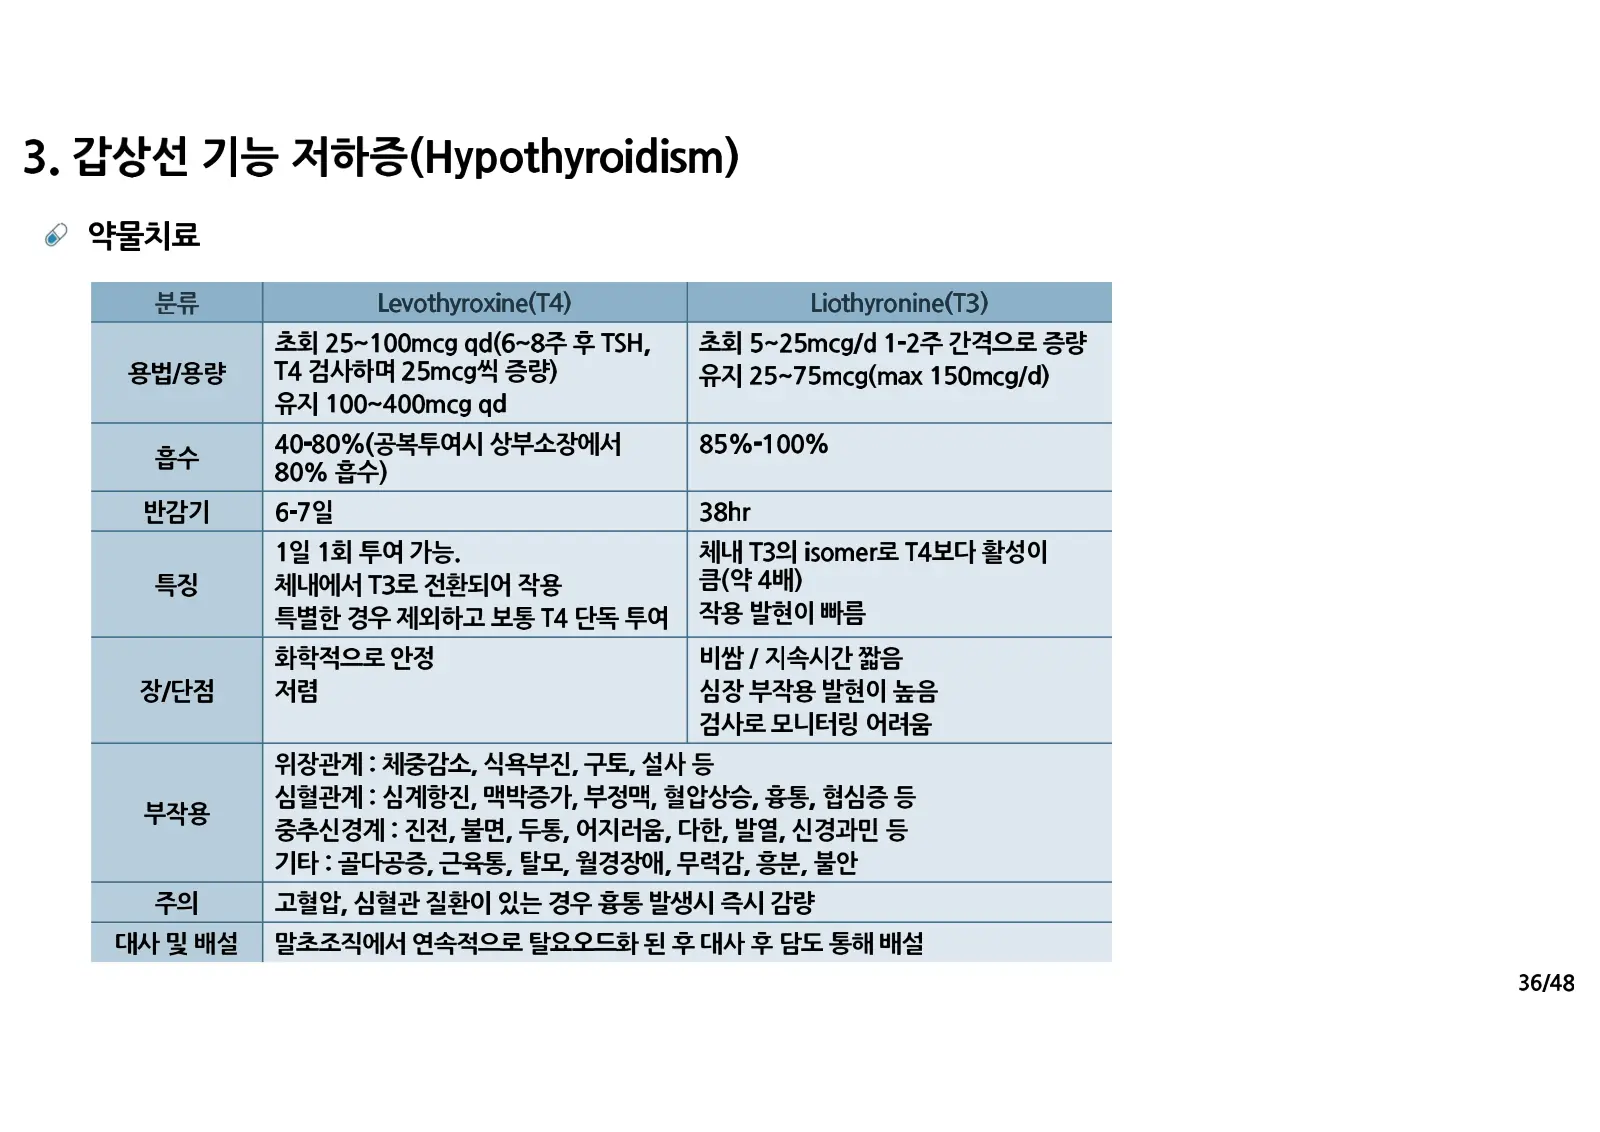 3. 갑상선 기능 저하증(Hypothyroidism)
약물치료
분류
Levothyroxine(T4)
Liothyronine(T3)
용법/용량
초회 25~100mcg qd(6~8주 후 TSH,
T4 검사하며 25mcg씩 증량)
유지 100~400mcg qd
초회 5~25mcg/d 1-2주 간격으로 증량
유지 25~75mcg(max 150mcg/d)
흡수
40-80%(공복투여시 상부소장에서
80% 흡수)
85%-100%
반감기
6-7일
38hr
특징
1일 1회 투여 가능.
체내에서 T3로 전환되어 작용
특별한 경우 제외하고 보통 T4 단독 투여
체내 T3의 isomer로 T4보다 활성이
큼(약 4배)
작용 발현이 빠름
장/단점
화학적으로 안정
저렴
비쌈 / 지속시간 짧음
심장 부작용 발현이 높음
검사로 모니터링 어려움
부작용
위장관계 : 체중감소, 식욕부진, 구토, 설사 등
심혈관계 : 심계항진, 맥박증가, 부정맥, 혈압상승, 흉통, 협심증 등
중추신경계 : 진전, 불면, 두통, 어지러움, 다한, 발열, 신경과민 등
기타 : 골다공증, 근육통, 탈모, 월경장애, 무력감, 흥분, 불안
주의
고혈압, 심혈관 질환이 있는 경우 흉통 발생시 즉시 감량
대사 및 배설
말초조직에서 연속적으로 탈요오드화 된 후 대사 후 담도 통해 배설
36/48